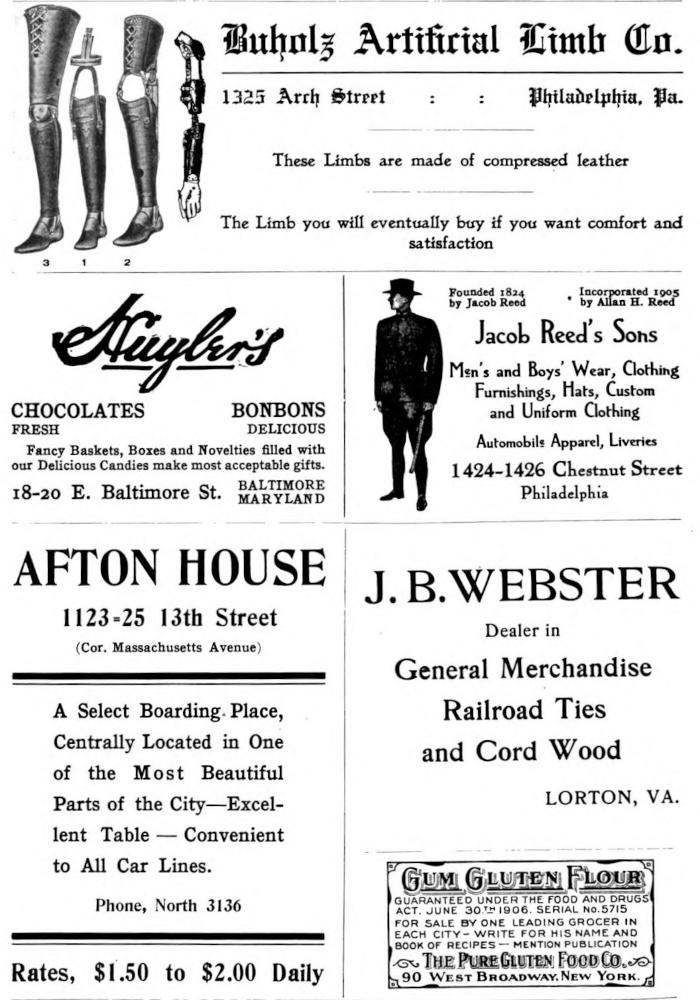 Buholz Artificial Limb Co.
1325 Arch Street : : Philadelphia, Pa.
These Limbs are made of compressed leather
The Limb you will eventually buy if you want comfort and
satisfaction
3 1 2
Huyler's
CHOCOLATES BONBONS
FRESH DELICIOUS
Fancy Baskets, Boxes and Novelties filled with
our Delicious Candies make most acceptable gifts.
18-20 E. Baltimore St. BALTIMORE
MARYLAND
Founded 1824 Incorporated 1905
by Jacob Reed by Allan H. Reed
Jacob Reed's Sons
Men's and Boys' Wear, Clothing
Furnishings, Hats, Custom
and Uniform Clothing
Automobile Apparel, Liveries
1424-1426 Chestnut Street
Philadelphia
AFTON HOUSE
1123=25 13th Street
(Cor. Massachusetts Avenue)
A Select Boarding Place,
Centrally Located in One
of the Most Beautiful
Parts of the City—Excel-
lent Table — Convenient
to All Car Lines.
Phone, North 3136
Rates, $1.50 to $2.00 Daily
J. B. WEBSTER
Dealer in
General Merchandise
Railroad Ties
and Cord Wood
LORTON, VA.
GUM GLUTEN FLOUR
GUARANTEED UNDER THE FOOD AND DRUGS
ACT. JUNE 30TH 1906. SERIAL No. 5715
FOR SALE BY ONE LEADING GROCER IN
EACH CITY – WRITE FOR HIS NAME AND
BOOK OF RECIPES — MENTION PUBLICATION
THE PURE GLUTEN FOOD CO.
90 WEST BROADWAY, NEW YORK.